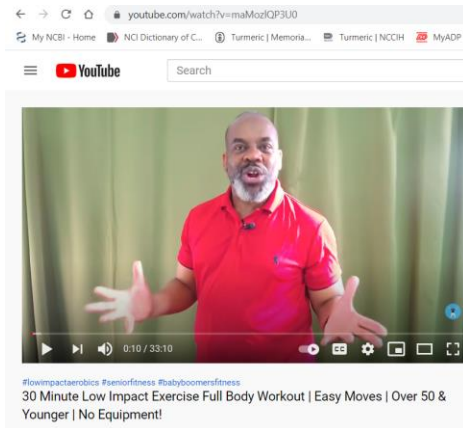 youtube.com/watch?v=maMozlQP3U0
My NCBI - Home NCI Dictionary of C... Turmeric | Memoria... Turmeric | NCCIH MyADP
YouTube Search
0:10 / 33:10 CC
#lowimpactaerobics #seniorfitness #babyboomersfitness
30 Minute Low Impact Exercise Full Body Workout | Easy Moves | Over 50 &
Younger | No Equipment!